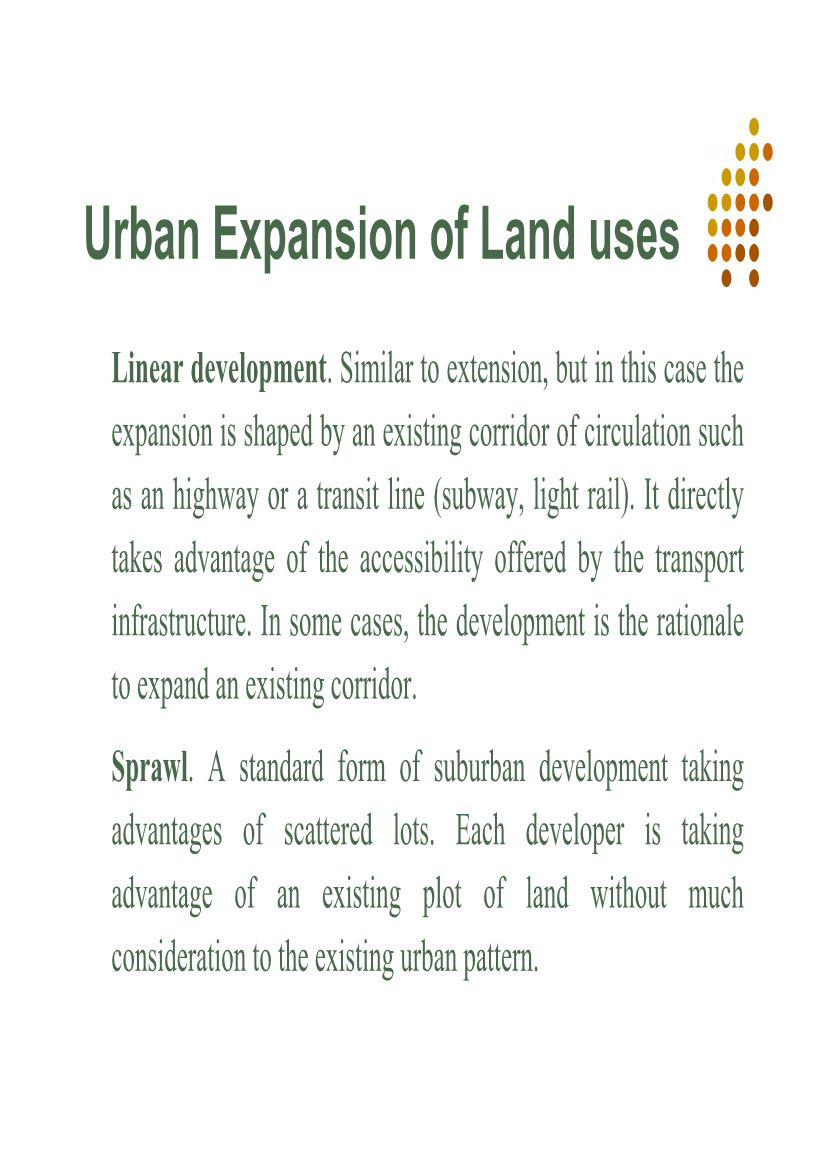 Urban Expansion of Land uses
Linear development. Similar to extension, but in this case the
expansion is shaped by an existing corridor of circulation such
as an highway or a transit line (subway, light rail). It directly
takes advantage of the accessibility offered by the transport
infrastructure. In some cases, the development is the rationale
to expand an existing corridor.
Sprawl. A standard form of suburban development taking
advantages of scattered lots. Each developer is taking
advantage of an existing plot of land without much
consideration to the existing urban pattern.